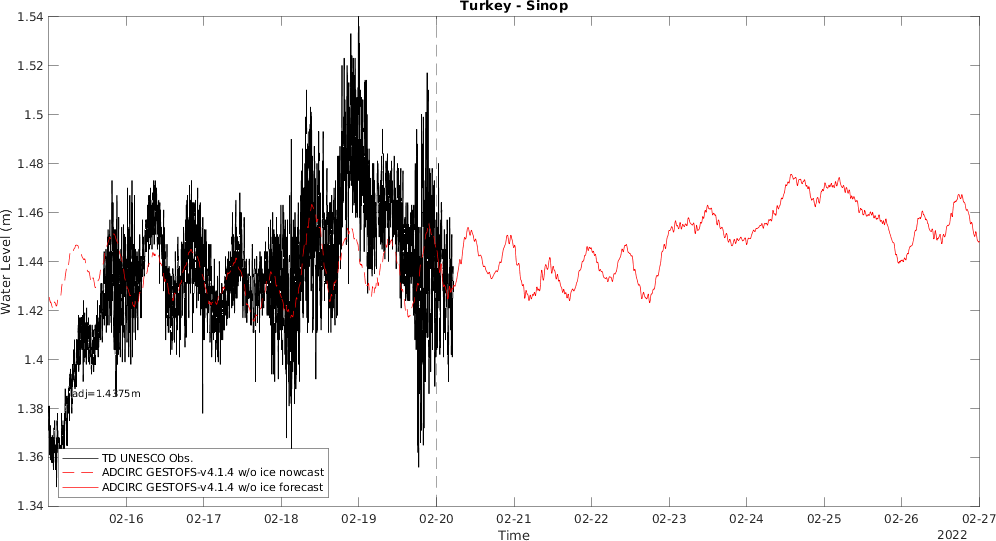 Turkey - Sinop
1.54
1.52
1.5
1.48
1.46
1.44
1.42
1.4
1.38
1.36
1.34
Water Level (m)
adj=1.4375m
TD UNESCO Obs.
ADCIRC GESTOFS-v4.1.4 w/o ice nowcast
ADCIRC GESTOFS-v4.1.4 w/o ice forecast
02-16 02-17 02-18 02-19 02-20 02-21 02-22 02-23 02-24 02-25 02-26 02-27
Time
2022